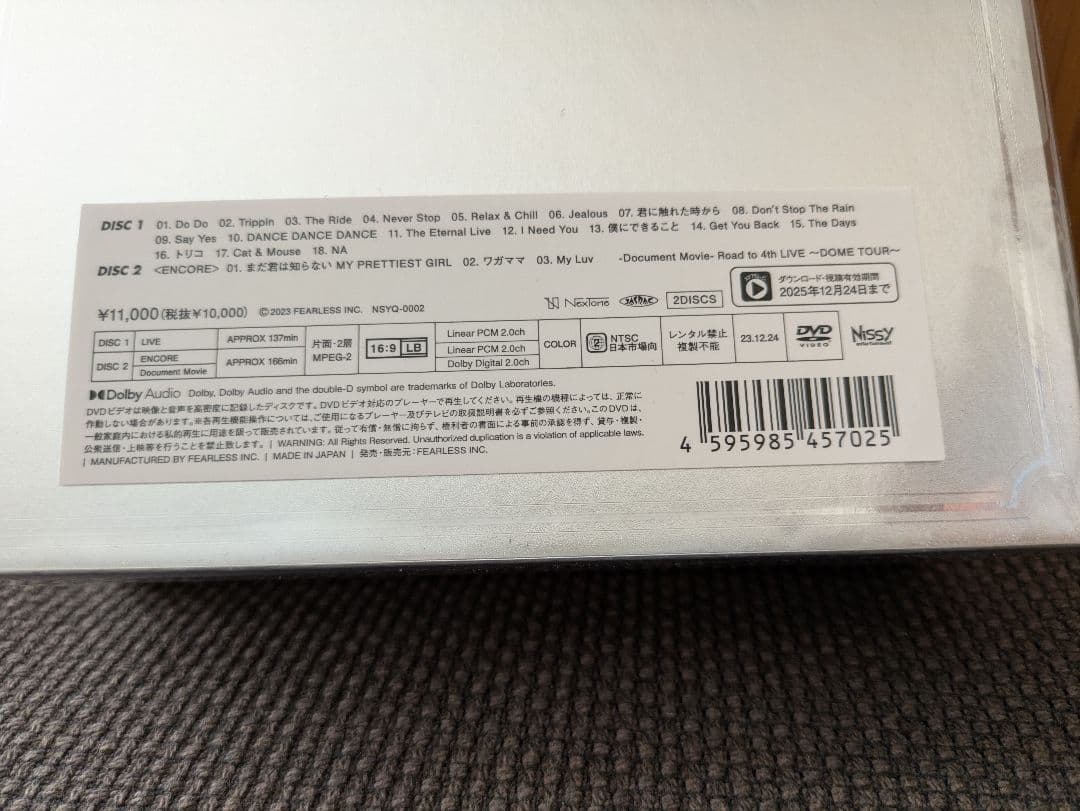 DISC 1 01. Do Do 02. Trippin 03. The Ride 04. Never Stop 05. Relax & Chill 06. Jealous 07. 君に触れた時から 08. Don't Stop The Rain
09. Say Yes 10. DANCE DANCE DANCE 11. The Eternal Live 12. I Need You 13. 僕にできること 14. Get You Back 15. The Days
16. トリコ 17. Cat & Mouse 18. NA
DISC 2 <ENCORE> 01. まだ君は知らない MY PRETTIEST GIRL 02. ワガママ 03. My Luv -Document Movie- Road to 4th LIVE 〜DOME TOUR〜
¥11,000(税抜¥10,000) ©2023 FEARLESS INC. NSYQ-0002
NexTone JASRAC 2DISCS
ダウンロード・視聴有効期間
2025年12月24日まで
DISC 1 LIVE APPROX 137min
DISC 2 ENCORE Document Movie APPROX 166min
片面・2層
MPEG-2
16:9 LB
Linear PCM 2.0ch
Linear PCM 2.0ch
Dolby Digital 2.0ch
COLOR
2 NTSC
日本市場向
レンタル禁止
複製不能
23.12.24
DVD
VIDEO
Nissy
entertainment
Dolby Audio Dolby, Dolby Audio and the double-D symbol are trademarks of Dolby Laboratories.
DVDビデオは映像と音声を高密度に記録したディスクです。DVDビデオ対応のプレーヤーで再生してください。再生機の機種によっては、正常に
作動しない場合があります。※各再生機能操作については、ご使用になるプレーヤー及びテレビの取扱説明書を必ずご参照ください。このDVDは、
一般家庭内における私的再生に用途を限って販売されています。従って有償・無償に拘らず、権利者の書面による事前の承諾を得ず、貸与・複製・
公衆送信・上映等を行うことを禁止致します。 | WARNING: All Rights Reserved. Unauthorized duplication is a violation of applicable laws.
| MANUFACTURED BY FEARLESS INC. | MADE IN JAPAN | 発売・販売元：FEARLESS INC.
4 595985 457025